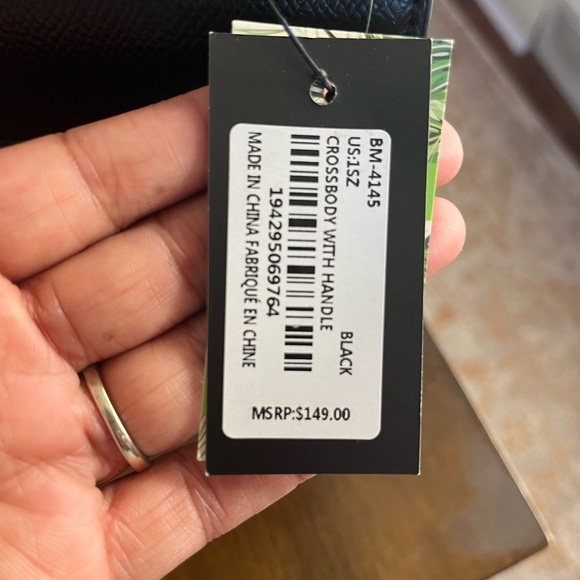 BM-4145
US:1SZ BLACK
CROSSBODY WITH HANDLE
194295069764
MADE IN CHINA FABRIQUÉ EN CHINE
MSRP:$149.00